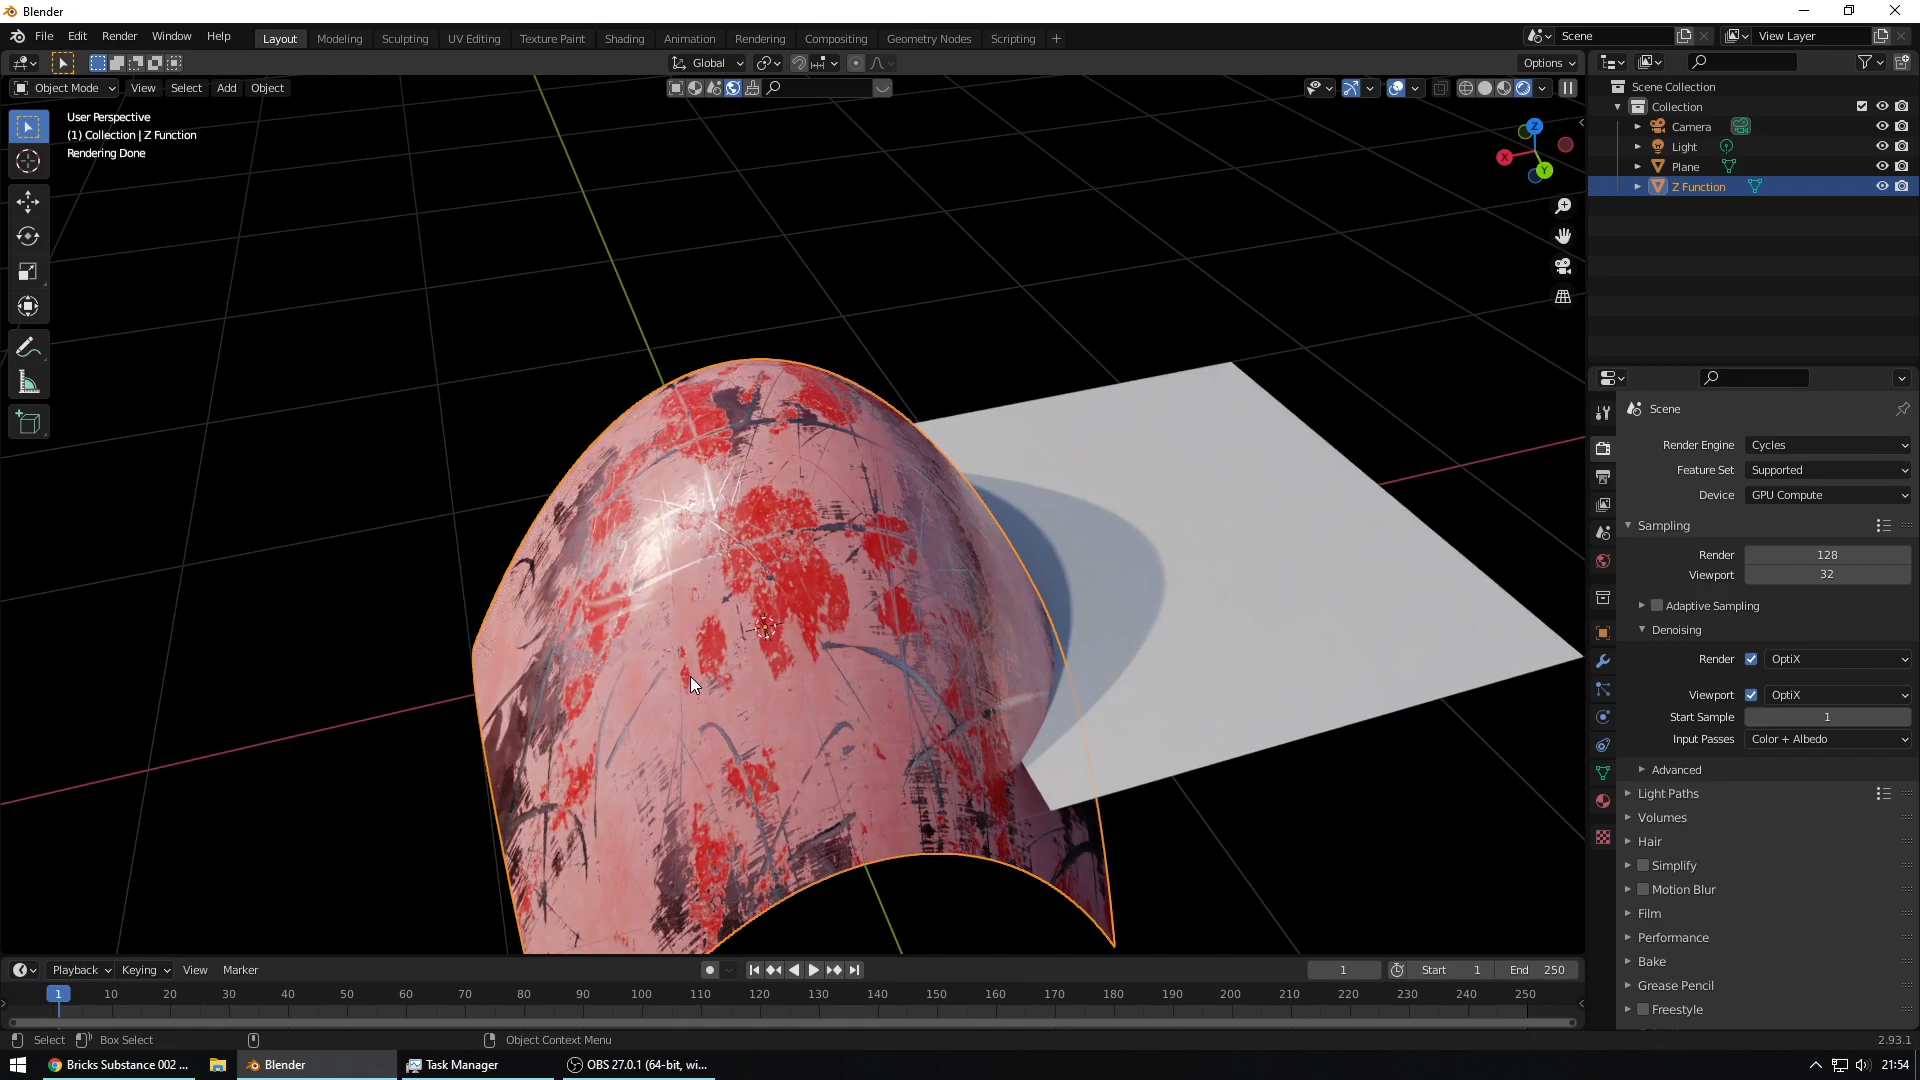 Blender
File Edit Render Window Help
Layout Modeling Sculpting UV Editing Texture Paint Shading Animation Rendering Compositing Geometry Nodes Scripting +
Scene
View Layer
Global
Options
Object Mode View Select Add Object
User Perspective
(1) Collection | Z Function
Rendering Done
Z
X
Y
Scene Collection
Collection
Camera
Light
Plane
Z Function
Scene
Render Engine Cycles
Feature Set Supported
Device GPU Compute
Sampling
Render 128
Viewport 32
Adaptive Sampling
Denoising
Render OptiX
Viewport OptiX
Start Sample 1
Input Passes Color + Albedo
Advanced
Light Paths
Volumes
Hair
Simplify
Motion Blur
Film
Performance
Bake
Grease Pencil
Freestyle
Playback Keying View Marker
1 Start 1 End 250
1 10 20 30 40 50 60 70 80 90 100 110 120 130 140 150 160 170 180 190 200 210 220 230 240 250
Select Box Select Object Context Menu 2.93.1
Bricks Substance 002 ... Blender Task Manager OBS 27.0.1 (64-bit, wi... 21:54